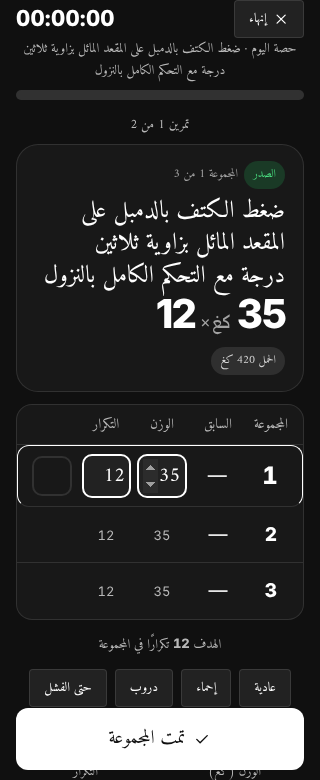 إنهاء
00:00:00
حصة اليوم · ضغط الكتف بالدمبل على المقعد المائل بزاوية ثلاثين
درجة مع التحكم الكامل بالنزول
تمرين 1 من 2
الصدر المجموعة 1 من 3
ضغط الكتف بالدمبل على
المقعد المائل بزاوية ثلاثين
درجة مع التحكم الكامل بالنزول
35 كغ × 12
الحمل 420 كغ
المجموعة السابق الوزن التكرار
1 — 35 12
2 — 35 12
3 — 35 12
الهدف 12 تكرارًا في المجموعة
عادية إحماء دروب حتى الفشل
تمت المجموعة
الوزن (كغ) التكرار